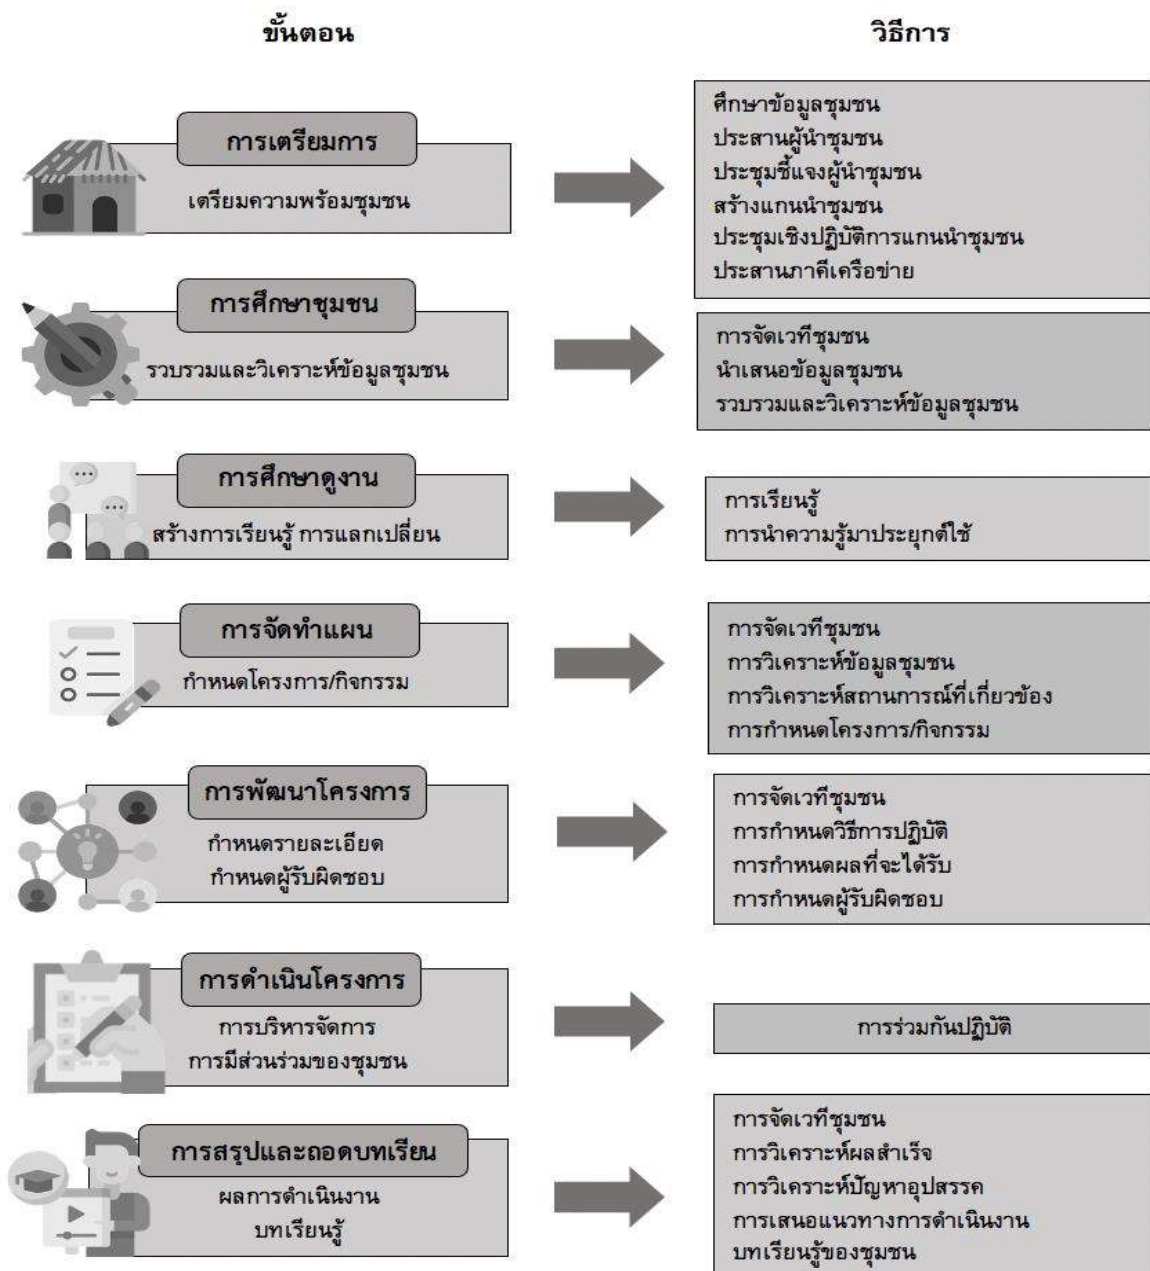 ขั้นตอน
วิธีการ
การเตรียมการ
เตรียมความพร้อมชุมชน
ศึกษาข้อมูลชุมชน
ประสานผู้นำชุมชน
ประชุมชี้แจงผู้นำชุมชน
สร้างแกนนำชุมชน
ประชุมเชิงปฏิบัติการแกนนำชุมชน
ประสานภาคีเครือข่าย
การศึกษาชุมชน
รวบรวมและวิเคราะห์ข้อมูลชุมชน
การจัดเวทีชุมชน
นำเสนอข้อมูลชุมชน
รวบรวมและวิเคราะห์ข้อมูลชุมชน
การศึกษาดูงาน
สร้างการเรียนรู้ การแลกเปลี่ยน
การเรียนรู้
การนำความรู้มาประยุกต์ใช้
การจัดทำแผน
กำหนดโครงการ/กิจกรรม
การจัดเวทีชุมชน
การวิเคราะห์ข้อมูลชุมชน
การวิเคราะห์สถานการณ์ที่เกี่ยวข้อง
การกำหนดโครงการ/กิจกรรม
การพัฒนาโครงการ
กำหนดรายละเอียด
กำหนดผู้รับผิดชอบ
การจัดเวทีชุมชน
การกำหนดวิธีการปฏิบัติ
การกำหนดผลที่จะได้รับ
การกำหนดผู้รับผิดชอบ
การดำเนินโครงการ
การบริหารจัดการ
การมีส่วนร่วมของชุมชน
การร่วมกันปฏิบัติ
การสรุปและถอดบทเรียน
ผลการดำเนินงาน
บทเรียนรู้
การจัดเวทีชุมชน
การวิเคราะห์ผลสำเร็จ
การวิเคราะห์ปัญหาอุปสรรค
การเสนอแนวทางการดำเนินงาน
บทเรียนรู้ของชุมชน